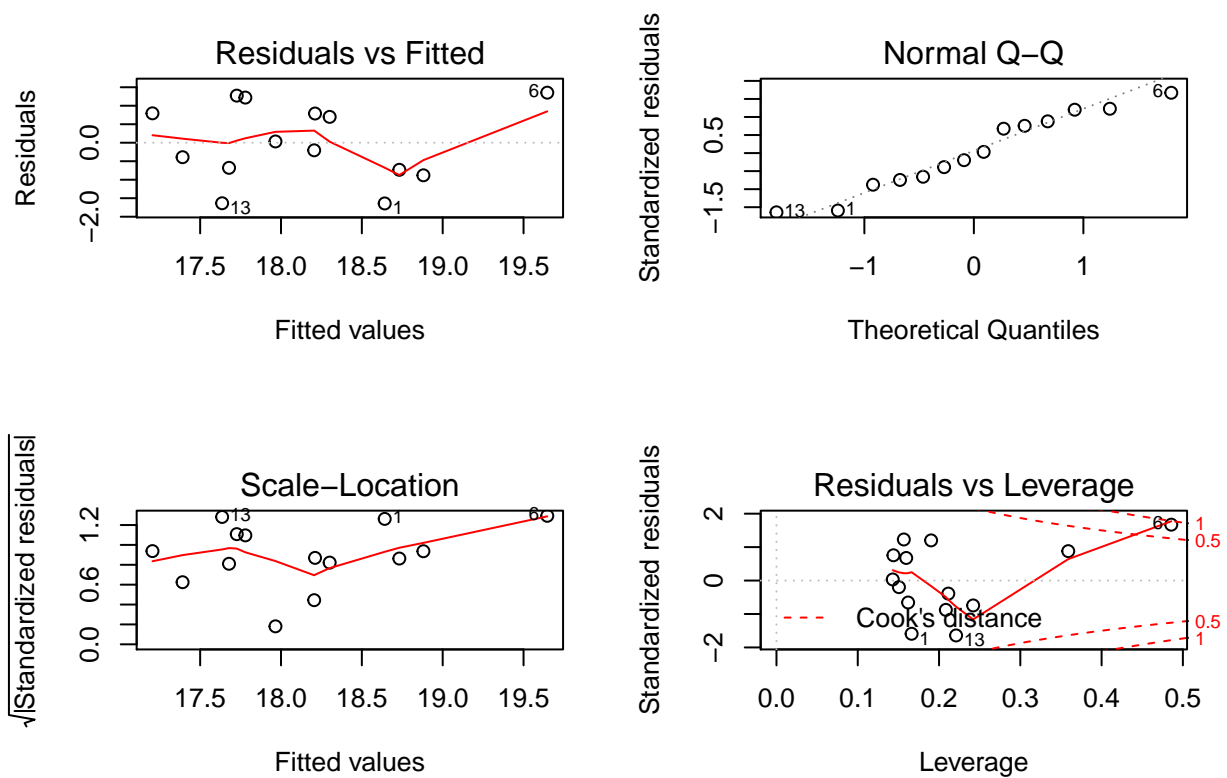 Residuals vs Fitted
Residuals
0.0
−2.0
6
13
1
17.5 18.0 18.5 19.0 19.5
Fitted values
Normal Q−Q
Standardized residuals
0.5
−1.5
6
13
1
−1 0 1
Theoretical Quantiles
Scale−Location
√|Standardized residuals|
1.2
0.6
0.0
13
1
6
17.5 18.0 18.5 19.0 19.5
Fitted values
Residuals vs Leverage
Standardized residuals
2
0
−2
6
1
0.5
Cook's distance
0.5
1
1
13
0.0 0.1 0.2 0.3 0.4 0.5
Leverage